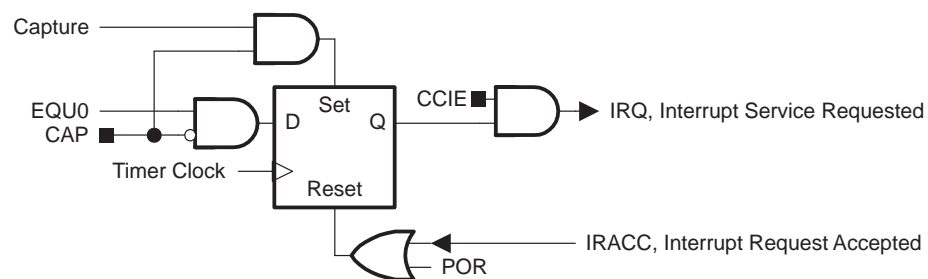 Capture
EQU0
CAP
Set
D
Q
CCIE
IRQ, Interrupt Service Requested
Timer Clock
Reset
IRACC, Interrupt Request Accepted
POR